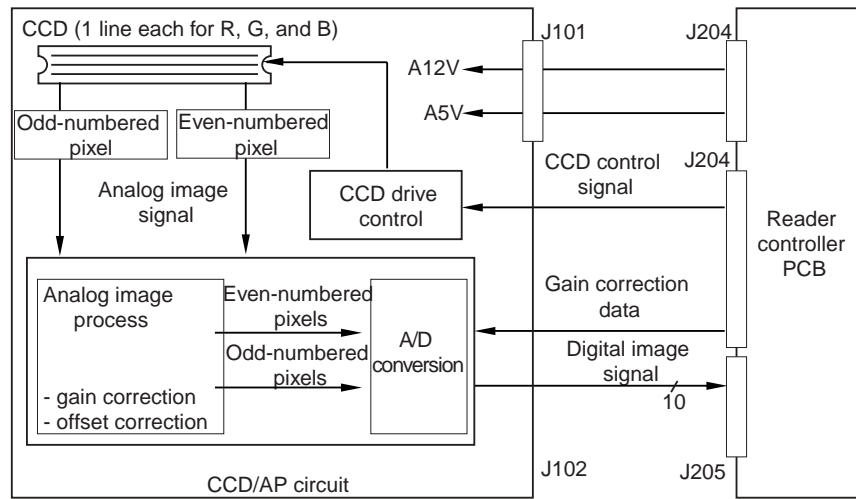 CCD (1 line each for R, G, and B)
J101
J204
A12V
A5V
Odd-numbered
pixel
Even-numbered
pixel
J204
CCD control
signal
Analog image
signal
CCD drive
control
Reader
controller
PCB
Analog image
process
Even-numbered
pixels
Odd-numbered
pixels
A/D
conversion
Gain correction
data
Digital image
signal
10
- gain correction
- offset correction
J102
J205
CCD/AP circuit